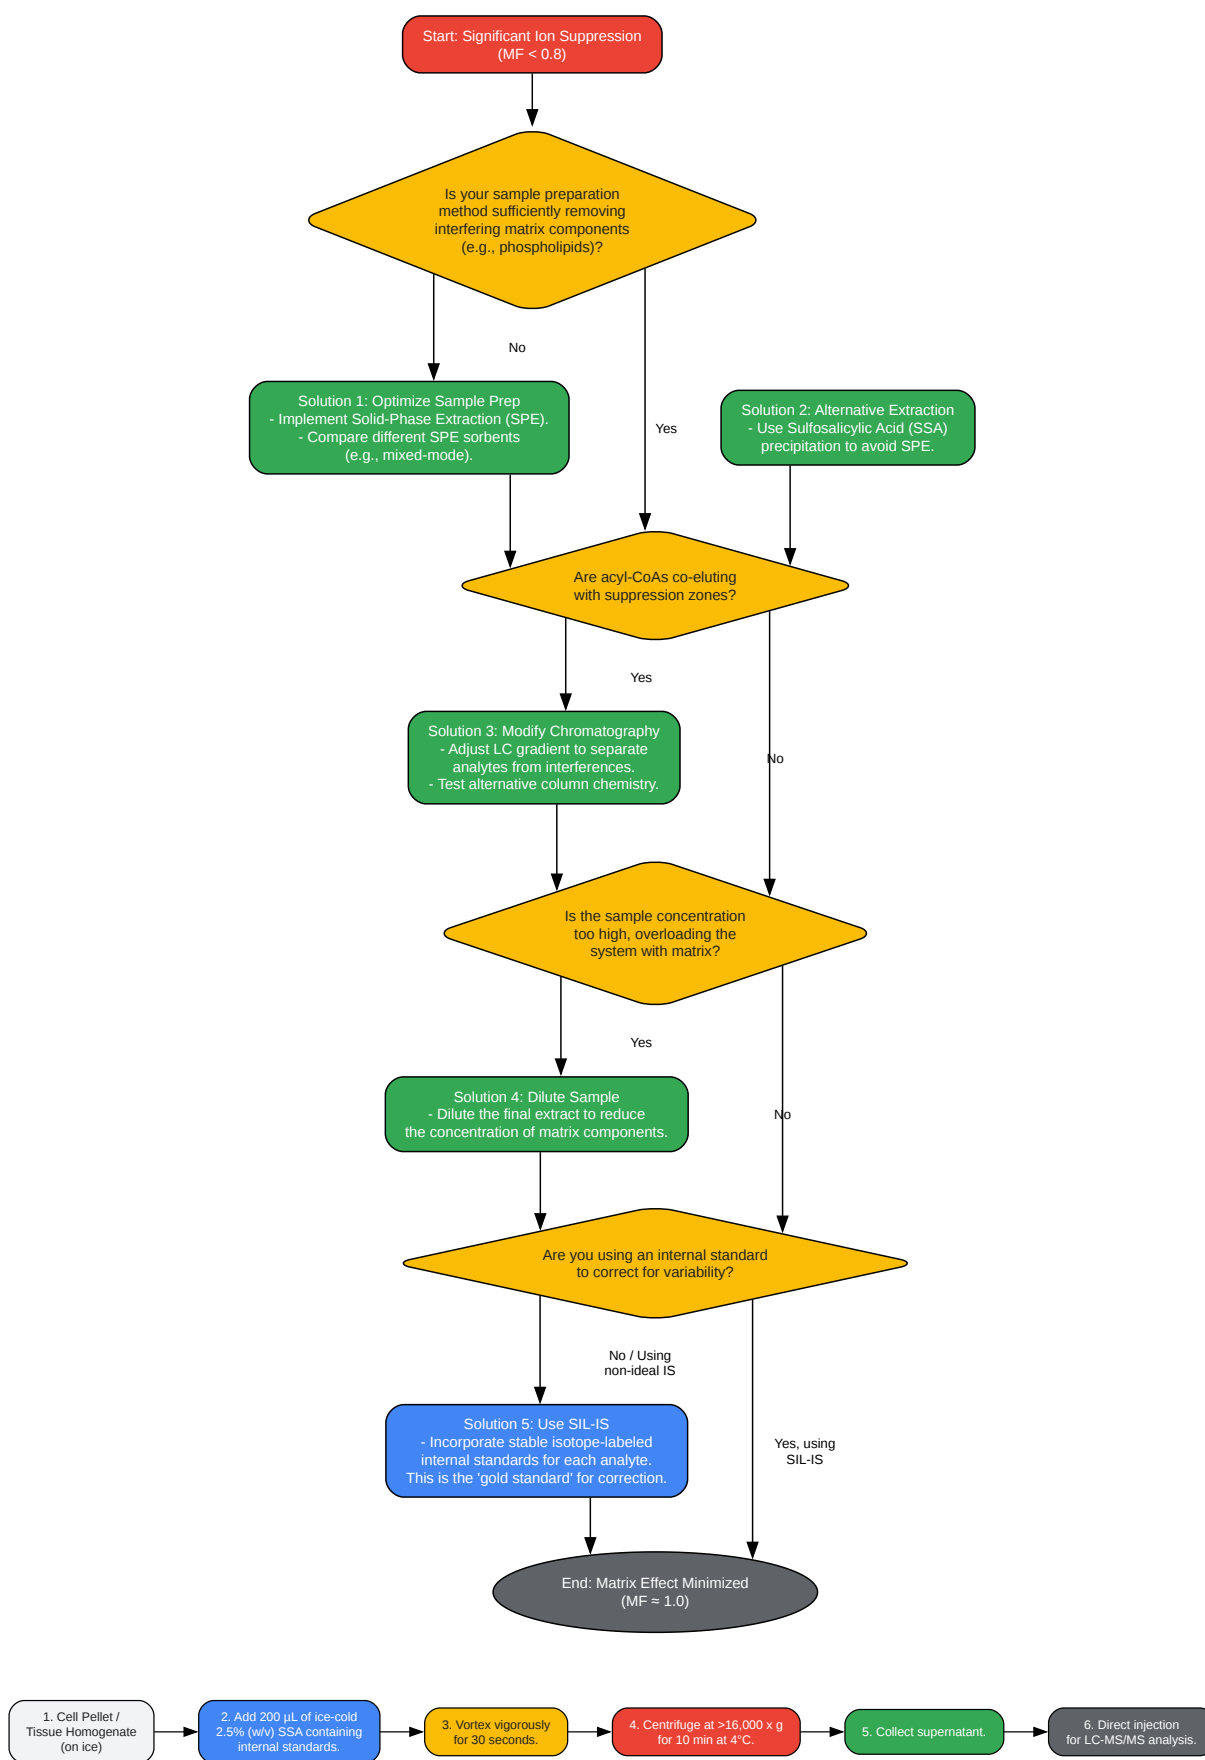 Start: Significant Ion Suppression
(MF < 0.8)
Is your sample preparation
method sufficiently removing
interfering matrix components
(e.g., phospholipids)?
No
Yes
Solution 1: Optimize Sample Prep
- Implement Solid-Phase Extraction (SPE).
- Compare different SPE sorbents
(e.g., mixed-mode).
Solution 2: Alternative Extraction
- Use Sulfosalicylic Acid (SSA)
precipitation to avoid SPE.
Are acyl-CoAs co-eluting
with suppression zones?
Yes
No
Solution 3: Modify Chromatography
- Adjust LC gradient to separate
analytes from interferences.
- Test alternative column chemistry.
Is the sample concentration
too high, overloading the
system with matrix?
Yes
No
Solution 4: Dilute Sample
- Dilute the final extract to reduce
the concentration of matrix components.
Are you using an internal standard
to correct for variability?
No / Using
non-ideal IS
Yes, using
SIL-IS
Solution 5: Use SIL-IS
- Incorporate stable isotope-labeled
internal standards for each analyte.
This is the 'gold standard' for correction.
End: Matrix Effect Minimized
(MF ≈ 1.0)
1. Cell Pellet /
Tissue Homogenate
(on ice)
2. Add 200 µL of ice-cold
2.5% (w/v) SSA containing
internal standards.
3. Vortex vigorously
for 30 seconds.
4. Centrifuge at >16,000 x g
for 10 min at 4°C.
5. Collect supernatant.
6. Direct injection
for LC-MS/MS analysis.